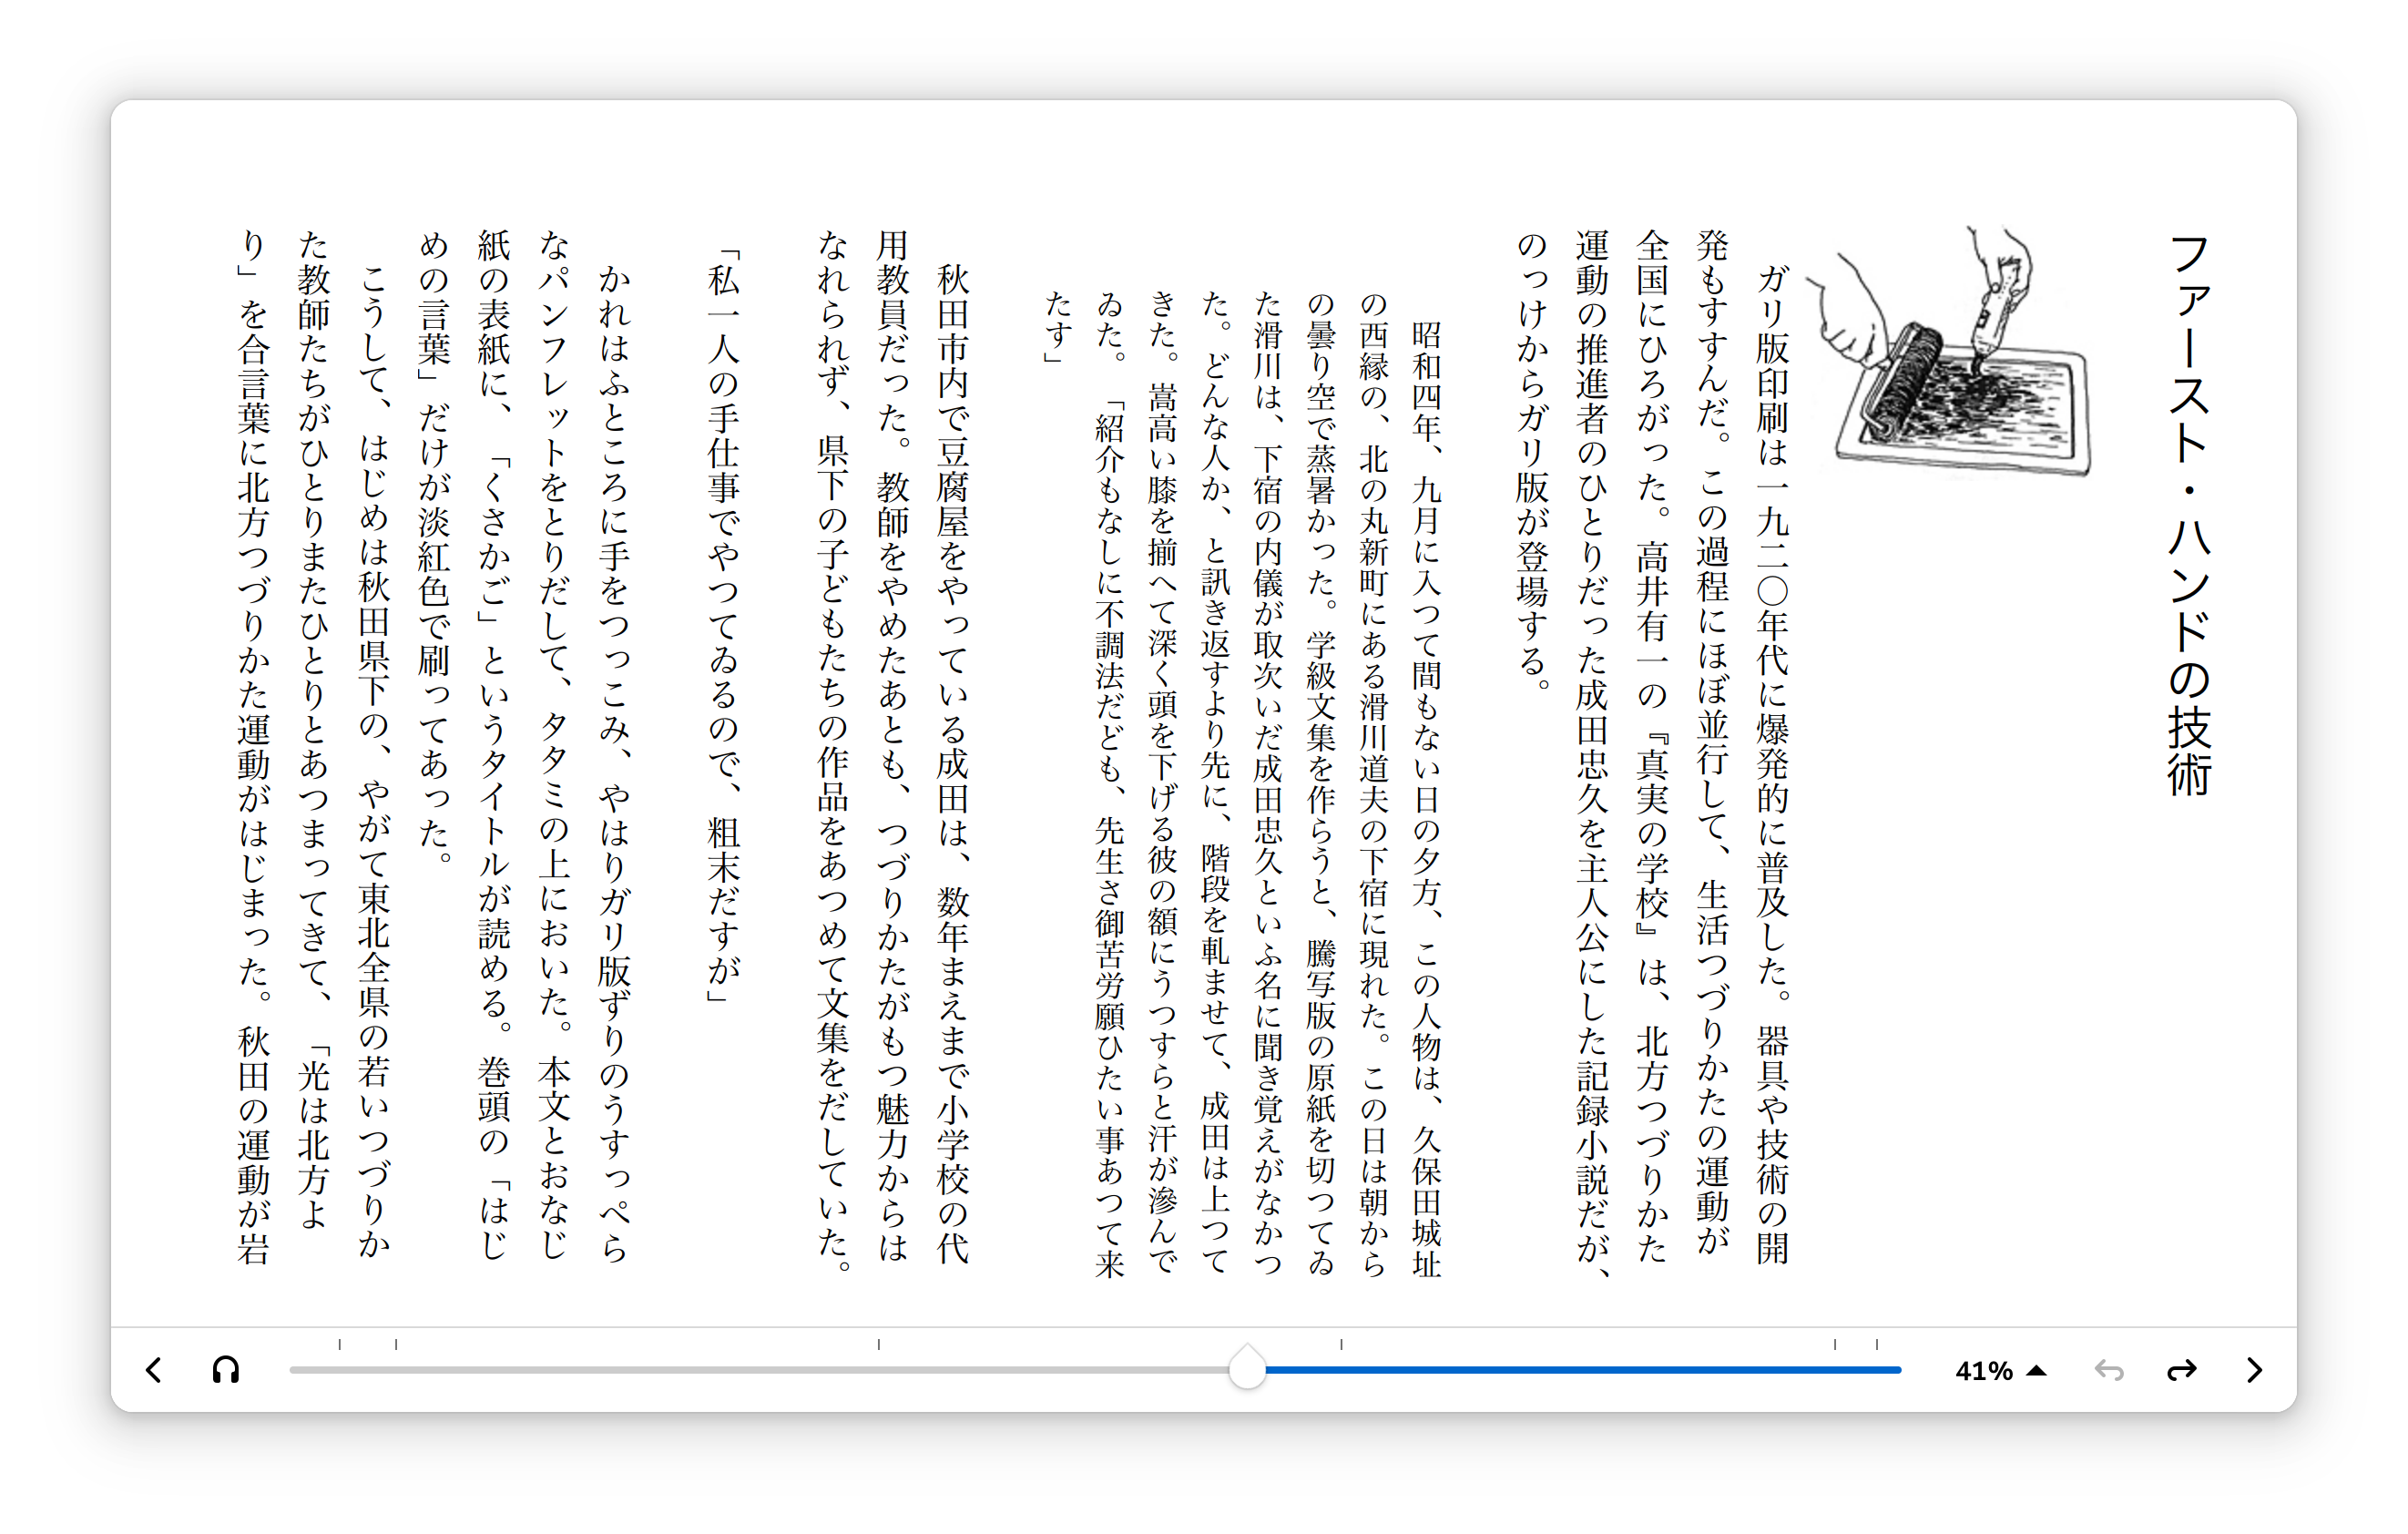 ファースト・ハンドの技術
ガリ版印刷は一九二〇年代に爆発的に普及した。器具や技術の開
発もすすんだ。この過程にほぼ並行して、生活つづりかたの運動が
全国にひろがった。高井有一の『真実の学校』は、北方つづりかた
運動の推進者のひとりだった成田忠久を主人公にした記録小説だが、
のっけからガリ版が登場する。
昭和四年、九月に入つて間もない日の夕方、この人物は、久保田城址
の西縁の、北の丸新町にある滑川道夫の下宿に現れた。この日は朝から
の曇り空で蒸暑かった。学級文集を作らうと、騰写版の原紙を切つてゐ
た滑川は、下宿の内儀が取次いだ成田忠久といふ名に聞き覚えがなかつ
た。どんな人か、と訊き返すより先に、階段を軋ませて、成田は上つて
きた。嵩高い膝を揃へて深く頭を下げる彼の額にうつすらと汗が滲んで
ゐた。「紹介もなしに不調法だども、先生さ御苦労願ひたい事あつて来
たす」
秋田市内で豆腐屋をやっている成田は、数年まえまで小学校の代
用教員だった。教師をやめたあとも、つづりかたがもつ魅力からは
なれられず、県下の子どもたちの作品をあつめて文集をだしていた。
「私一人の手仕事でやつてゐるので、粗末だすが」
かれはふところに手をつっこみ、やはりガリ版ずりのうすっぺら
なパンフレットをとりだして、タタミの上においた。本文とおなじ
紙の表紙に、「くさかご」というタイトルが読める。巻頭の「はじ
めの言葉」だけが淡紅色で刷ってあった。
こうして、はじめは秋田県下の、やがて東北全県の若いつづりか
た教師たちがひとりまたひとりとあつまってきて、「光は北方よ
り」を合言葉に北方つづりかた運動がはじまった。秋田の運動が岩
41%